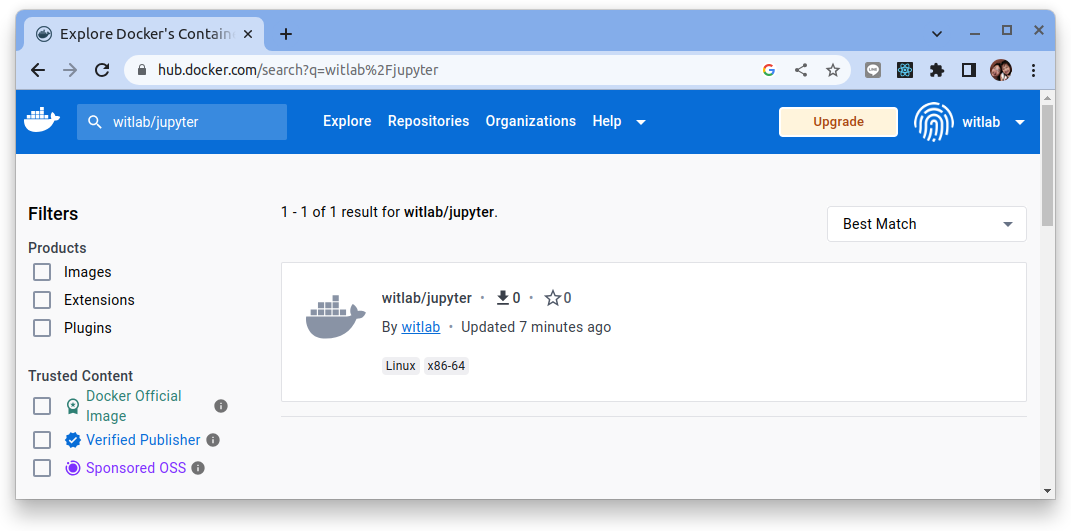 Explore Docker's Contain
hub.docker.com/search?q=witlab%2Fjupyter
witlab/jupyter
Explore Repositories Organizations Help
Upgrade
witlab
Filters
Products
Images
Extensions
Plugins
Trusted Content
Docker Official
Image
Verified Publisher
Sponsored OSS
1 - 1 of 1 result for witlab/jupyter.
Best Match
witlab/jupyter • 0 • 0
By witlab • Updated 7 minutes ago
Linux x86-64